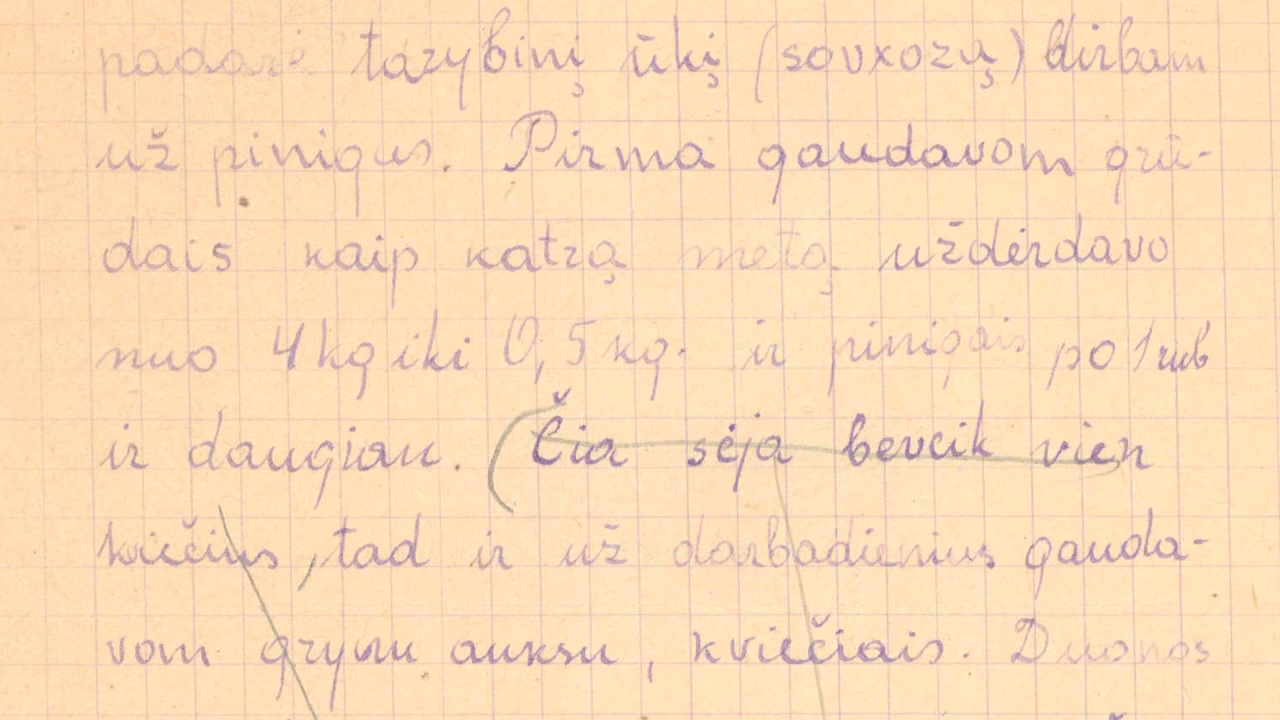 padarė tarybinį ūkį (sovxozą) dirbam
už pinigus. Pirma gaudavom grū-
dais kaip katrą metą uždirdavo
nuo 4 kg iki 0,5 kg. ir pinigais po 1 rub
ir daugiau. (Čia sėja beveik vien
kviečius, tad ir už darbadienius gauda-
vom grynu auksu, kviečiais. Duonos